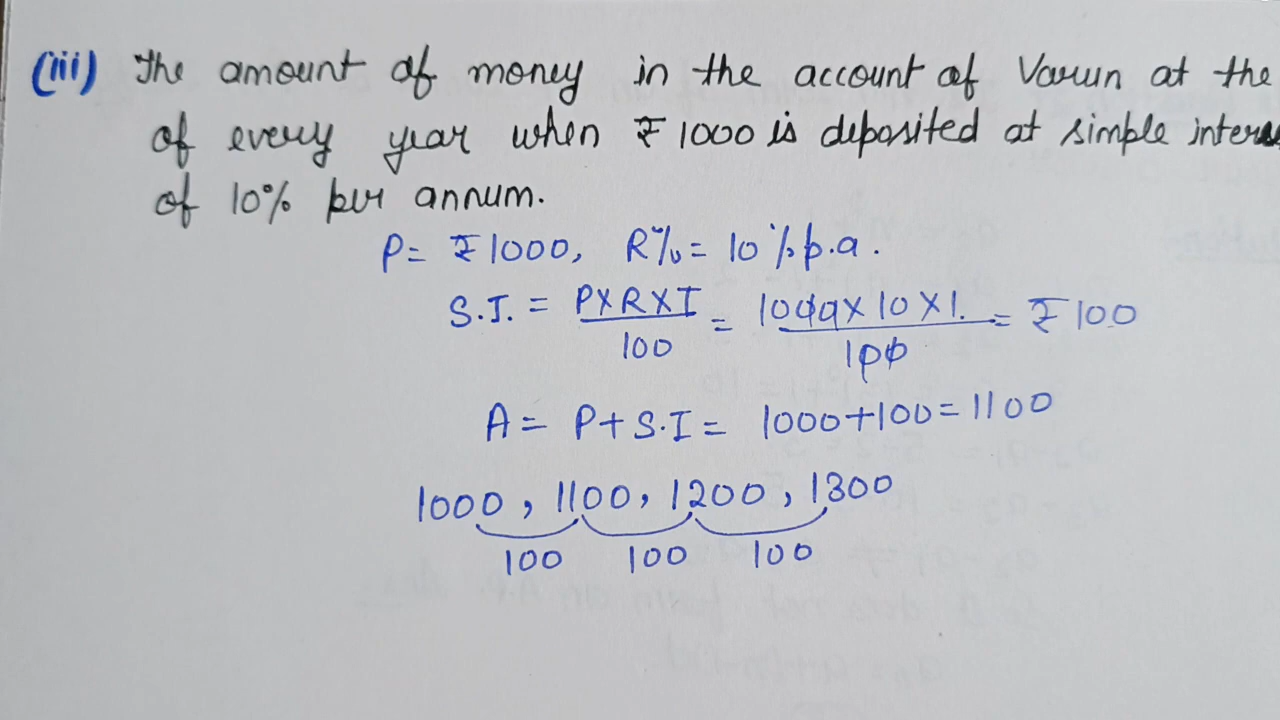 (iii) The amount of money in the account of Varun at the
of every year when ₹ 1000 is deposited at simple interes
of 10% per annum.
P = ₹ 1000, R% = 10 % p.a.
S.I. = P×R×I / 100 = 1000×10×1. / 100 = ₹ 100
A = P + S.I = 1000+100 = 1100
1000, 1100, 1200, 1300
100 100 100